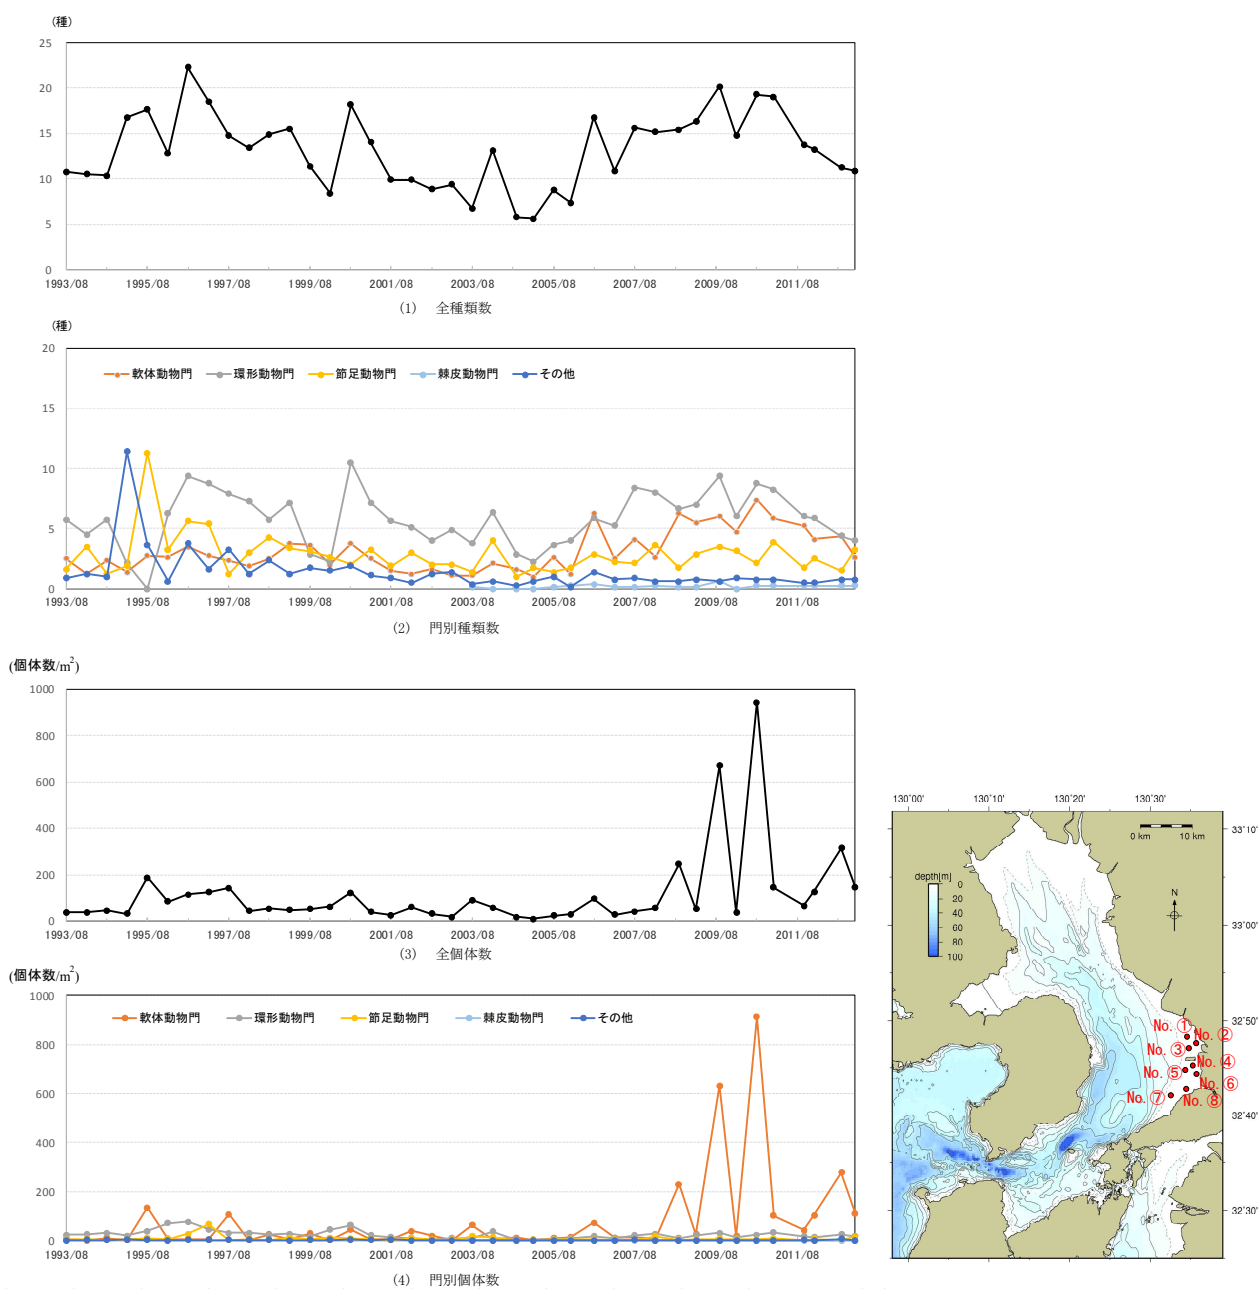 (種)
25
20
15
10
5
0
1993/08 1995/08 1997/08 1999/08 2001/08 2003/08 2005/08 2007/08 2009/08 2011/08
(1) 全種類数
(種)
20
軟体動物門 環形動物門 節足動物門 棘皮動物門 その他
15
10
5
0
1993/08 1995/08 1997/08 1999/08 2001/08 2003/08 2005/08 2007/08 2009/08 2011/08
(2) 門別種類数
(個体数/m²)
1000
800
600
400
200
0
1993/08 1995/08 1997/08 1999/08 2001/08 2003/08 2005/08 2007/08 2009/08 2011/08
(3) 全個体数
(個体数/m²)
1000
軟体動物門 環形動物門 節足動物門 棘皮動物門 その他
800
600
400
200
0
1993/08 1995/08 1997/08 1999/08 2001/08 2003/08 2005/08 2007/08 2009/08 2011/08
(4) 門別個体数
130°00' 130°10' 130°20' 130°30'
0 km 10 km
33°10'
depth[m]
0
20
40
60
80
100
N
33°00'
32°50'
No. ①
No. ②
No. ③
No. ④
No. ⑤
No. ⑥
No. ⑦
No. ⑧
32°40'
32°30'